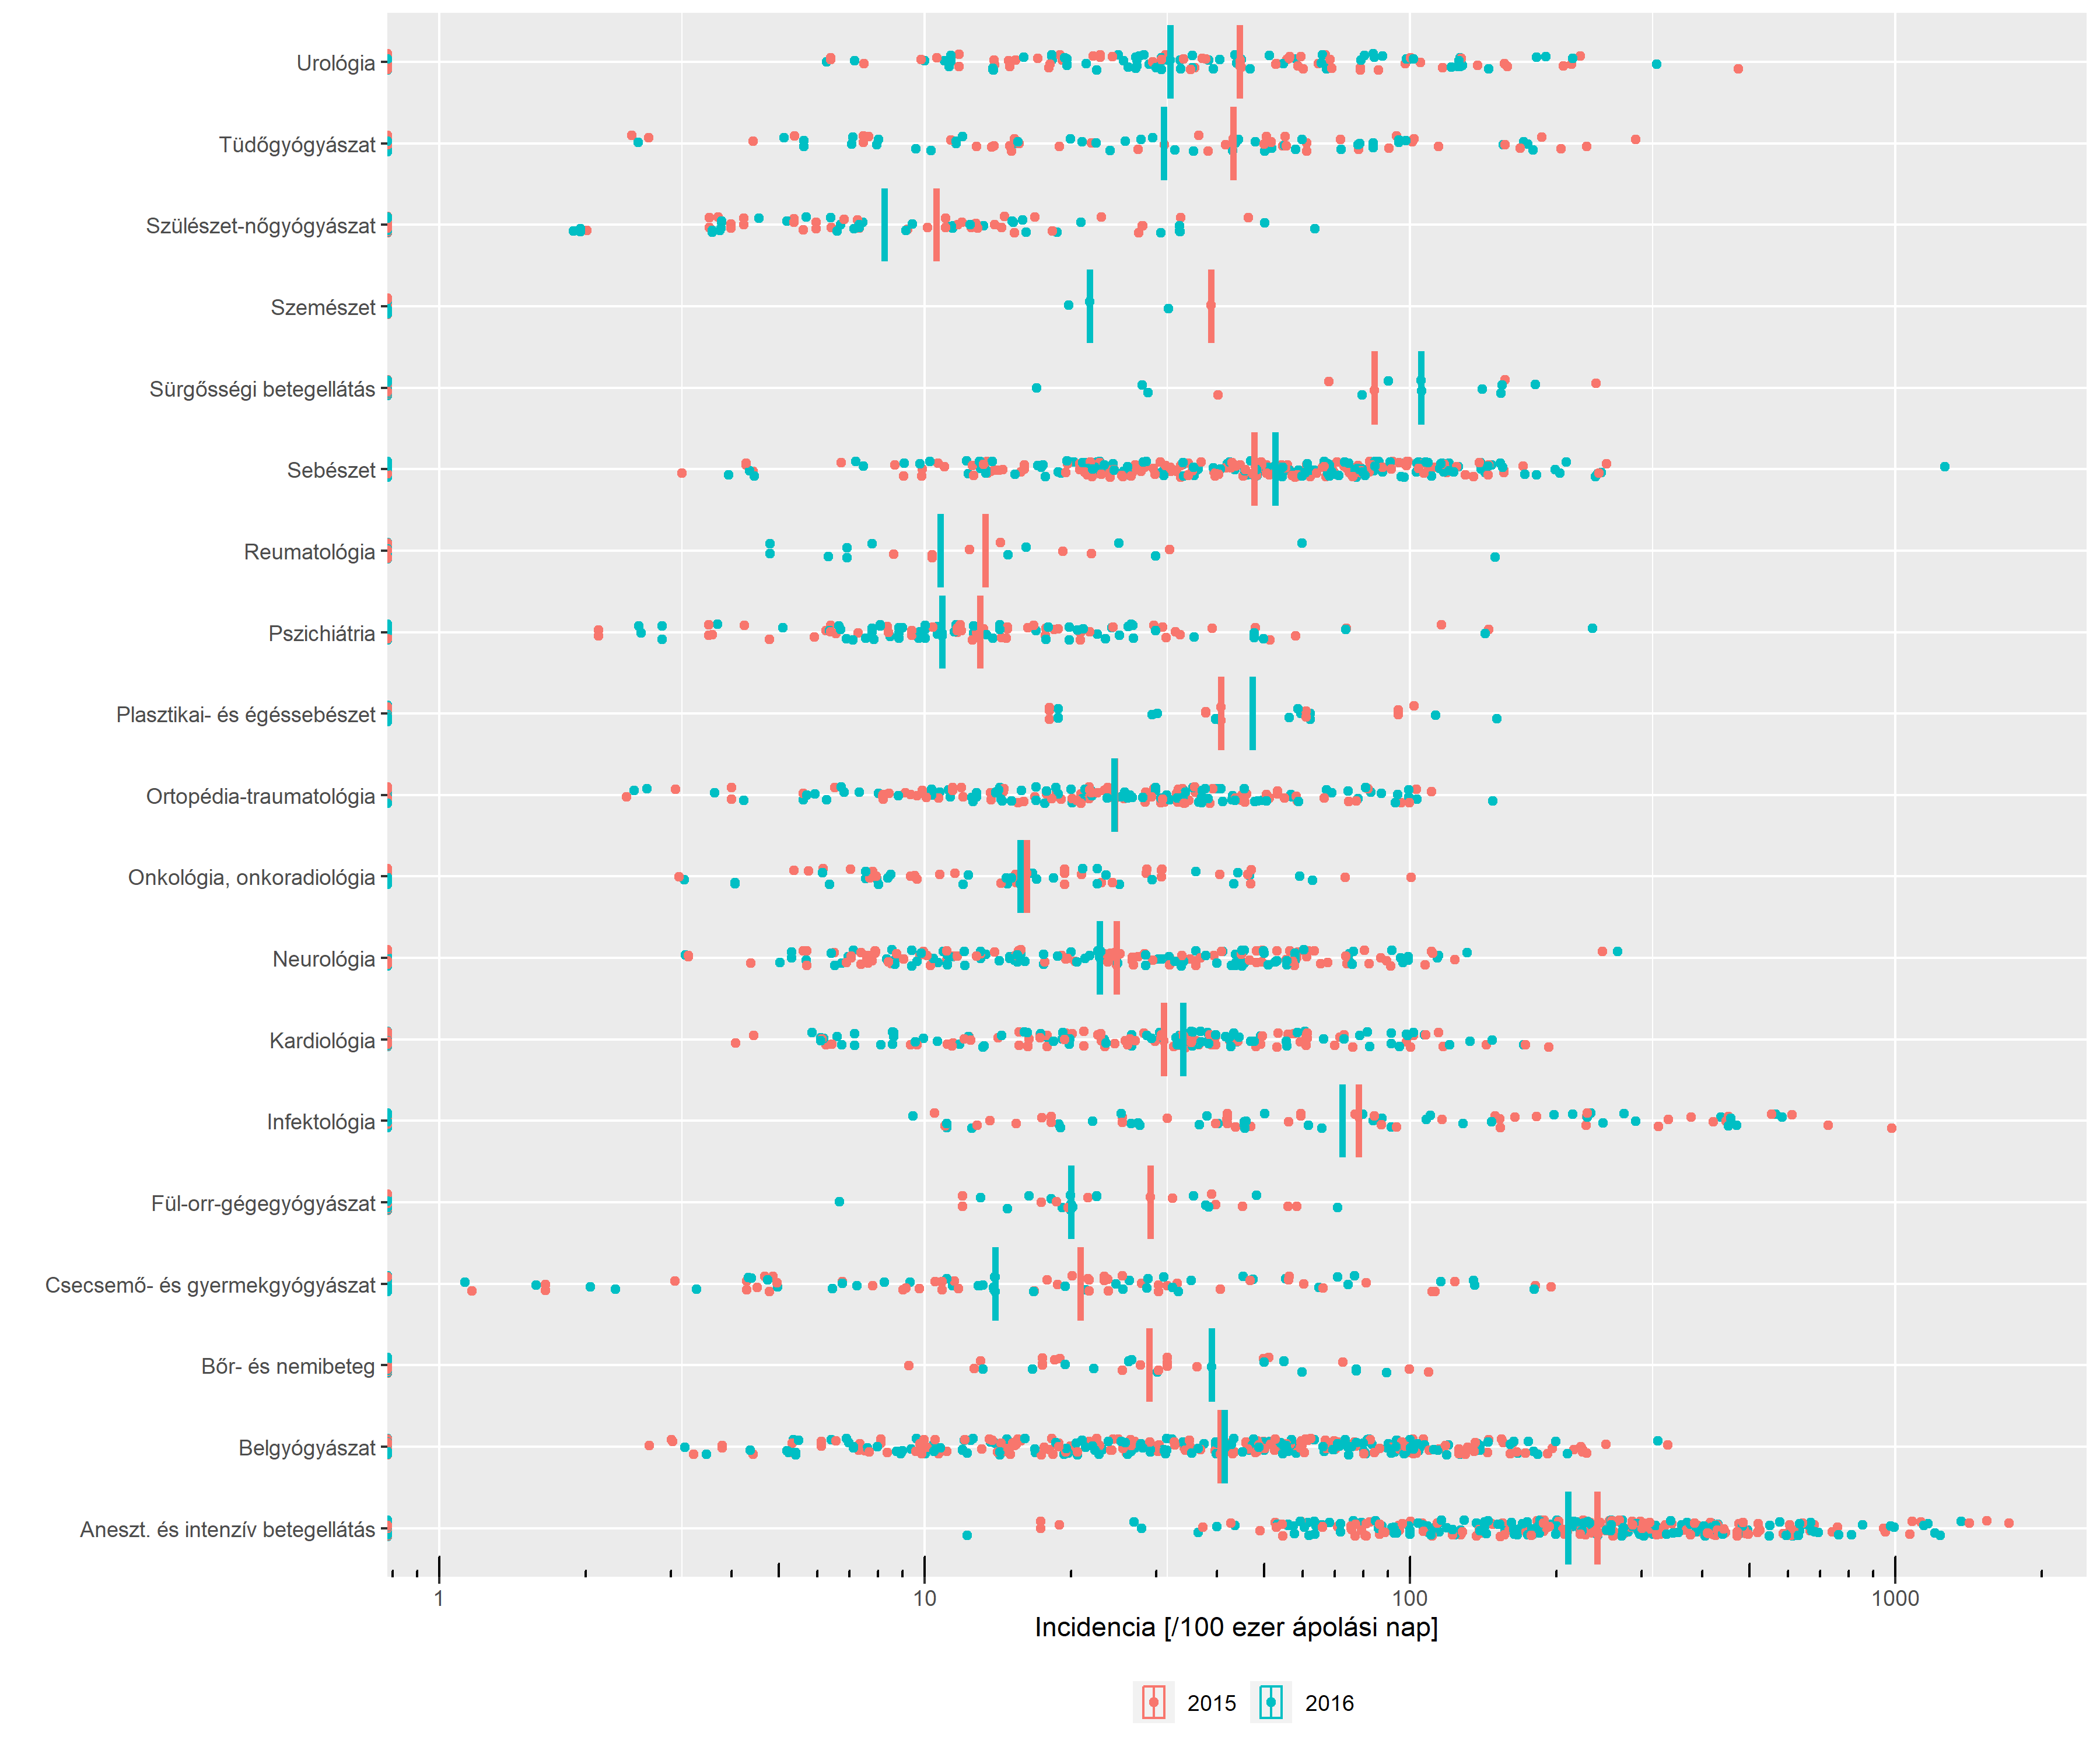 Urológia
Tüdőgyógyászat
Szülészet-nőgyógyászat
Szemészet
Sürgősségi betegellátás
Sebészet
Reumatológia
Pszichiátria
Plasztikai- és égéssebészet
Ortopédia-traumatológia
Onkológia, onkoradiológia
Neurológia
Kardiológia
Infektológia
Fül-orr-gégegyógyászat
Csecsemő- és gyermekgyógyászat
Bőr- és nemibeteg
Belgyógyászat
Aneszt. és intenzív betegellátás
1 10 100 1000
Incidencia [/100 ezer ápolási nap]
2015 2016